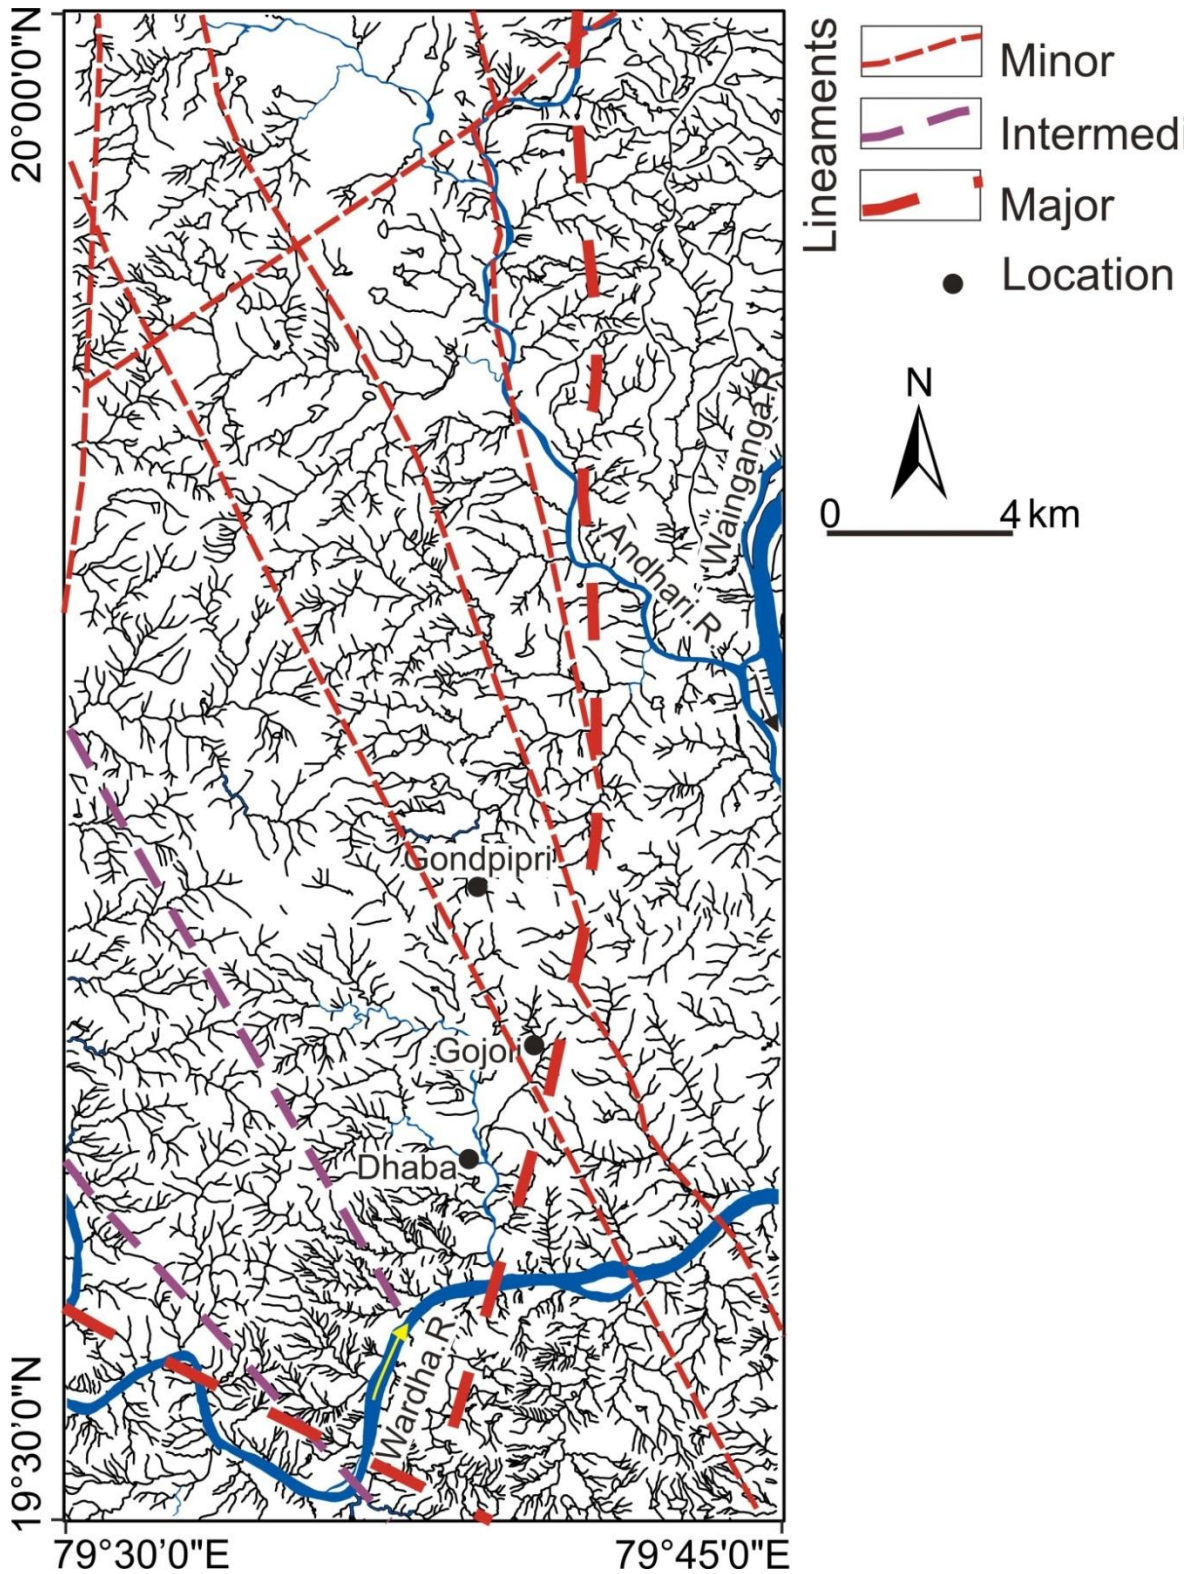 20°00'0"N
19°30'0"N
79°30'0"E
79°45'0"E
Lineaments
Minor
Intermedi
Major
Location
N
0 4 km
Wainganga.R
Andhari.R
Gondpipri
Gojori
Dhaba
Wardha.R